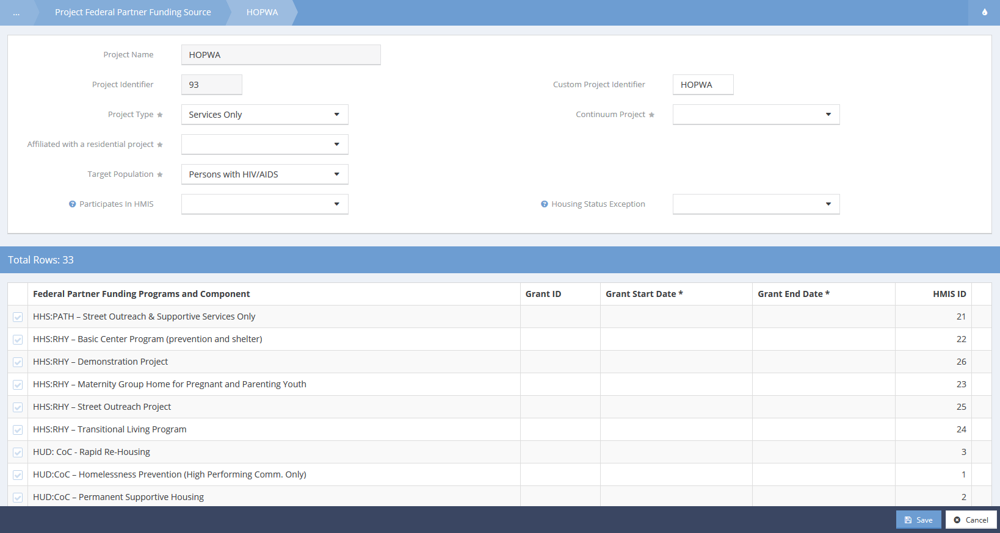 ... Project Federal Partner Funding Source HOPWA
Project Name HOPWA
Project Identifier 93 Custom Project Identifier HOPWA
Project Type Services Only Continuum Project
Affiliated with a residential project
Target Population Persons with HIV/AIDS
Participates In HMIS Housing Status Exception
Total Rows: 33
Federal Partner Funding Programs and Component Grant ID Grant Start Date * Grant End Date * HMIS ID
HHS:PATH – Street Outreach & Supportive Services Only 21
HHS:RHY – Basic Center Program (prevention and shelter) 22
HHS:RHY – Demonstration Project 26
HHS:RHY – Maternity Group Home for Pregnant and Parenting Youth 23
HHS:RHY – Street Outreach Project 25
HHS:RHY – Transitional Living Program 24
HUD: CoC - Rapid Re-Housing 3
HUD:CoC – Homelessness Prevention (High Performing Comm. Only) 1
HUD:CoC – Permanent Supportive Housing 2
Save Cancel